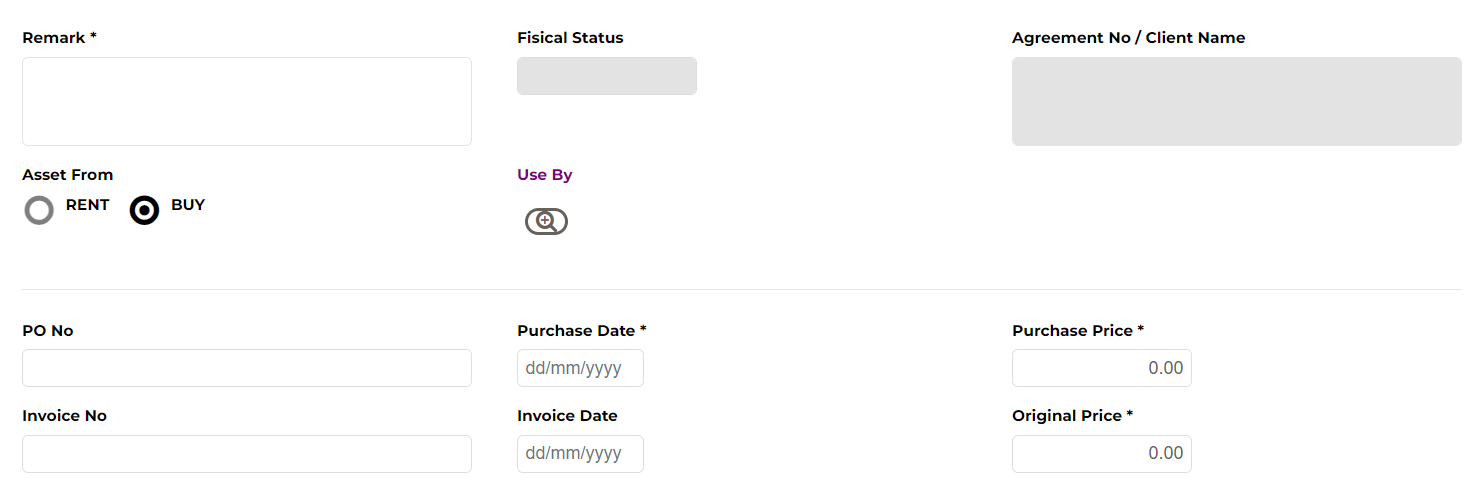 Remark *
Fisical Status
Agreement No / Client Name
Asset From
Use By
RENT
BUY
PO No
Purchase Date *
Purchase Price *
dd/mm/yyyy
0.00
Invoice No
Invoice Date
Original Price *
dd/mm/yyyy
0.00